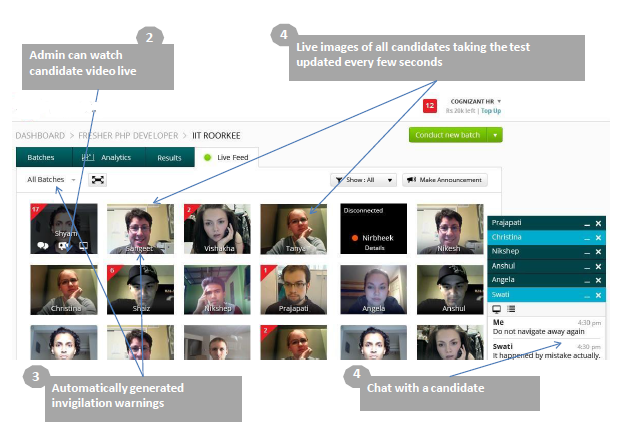 2
Admin can watch
candidate video live
4
Live images of all candidates taking the test
updated every few seconds
12
COGNIZANT HR
Rs.26k left | Top Up
DASHBOARD > FRESHER PHP DEVELOPER > IIT ROORKEE
Conduct new batch
Batches
Analytics
Results
Live Feed
All Batches
Show : All
Make Announcement
17
Shyam
Sangeet
2
Vishakha
Tanya
Disconnected
Nirbheek
Details
Nikesh
Christina
6
Shaiz
Nikshep
1
Prajapati
Angela
Anshul
2
Prajapati
Christina
Nikshep
Anshul
Angela
Swati
Me 4:30 pm
Do not navigate away again
Swati 4:30 pm
It happened by mistake actually.
3
Automatically generated
invigilation warnings
4
Chat with a candidate